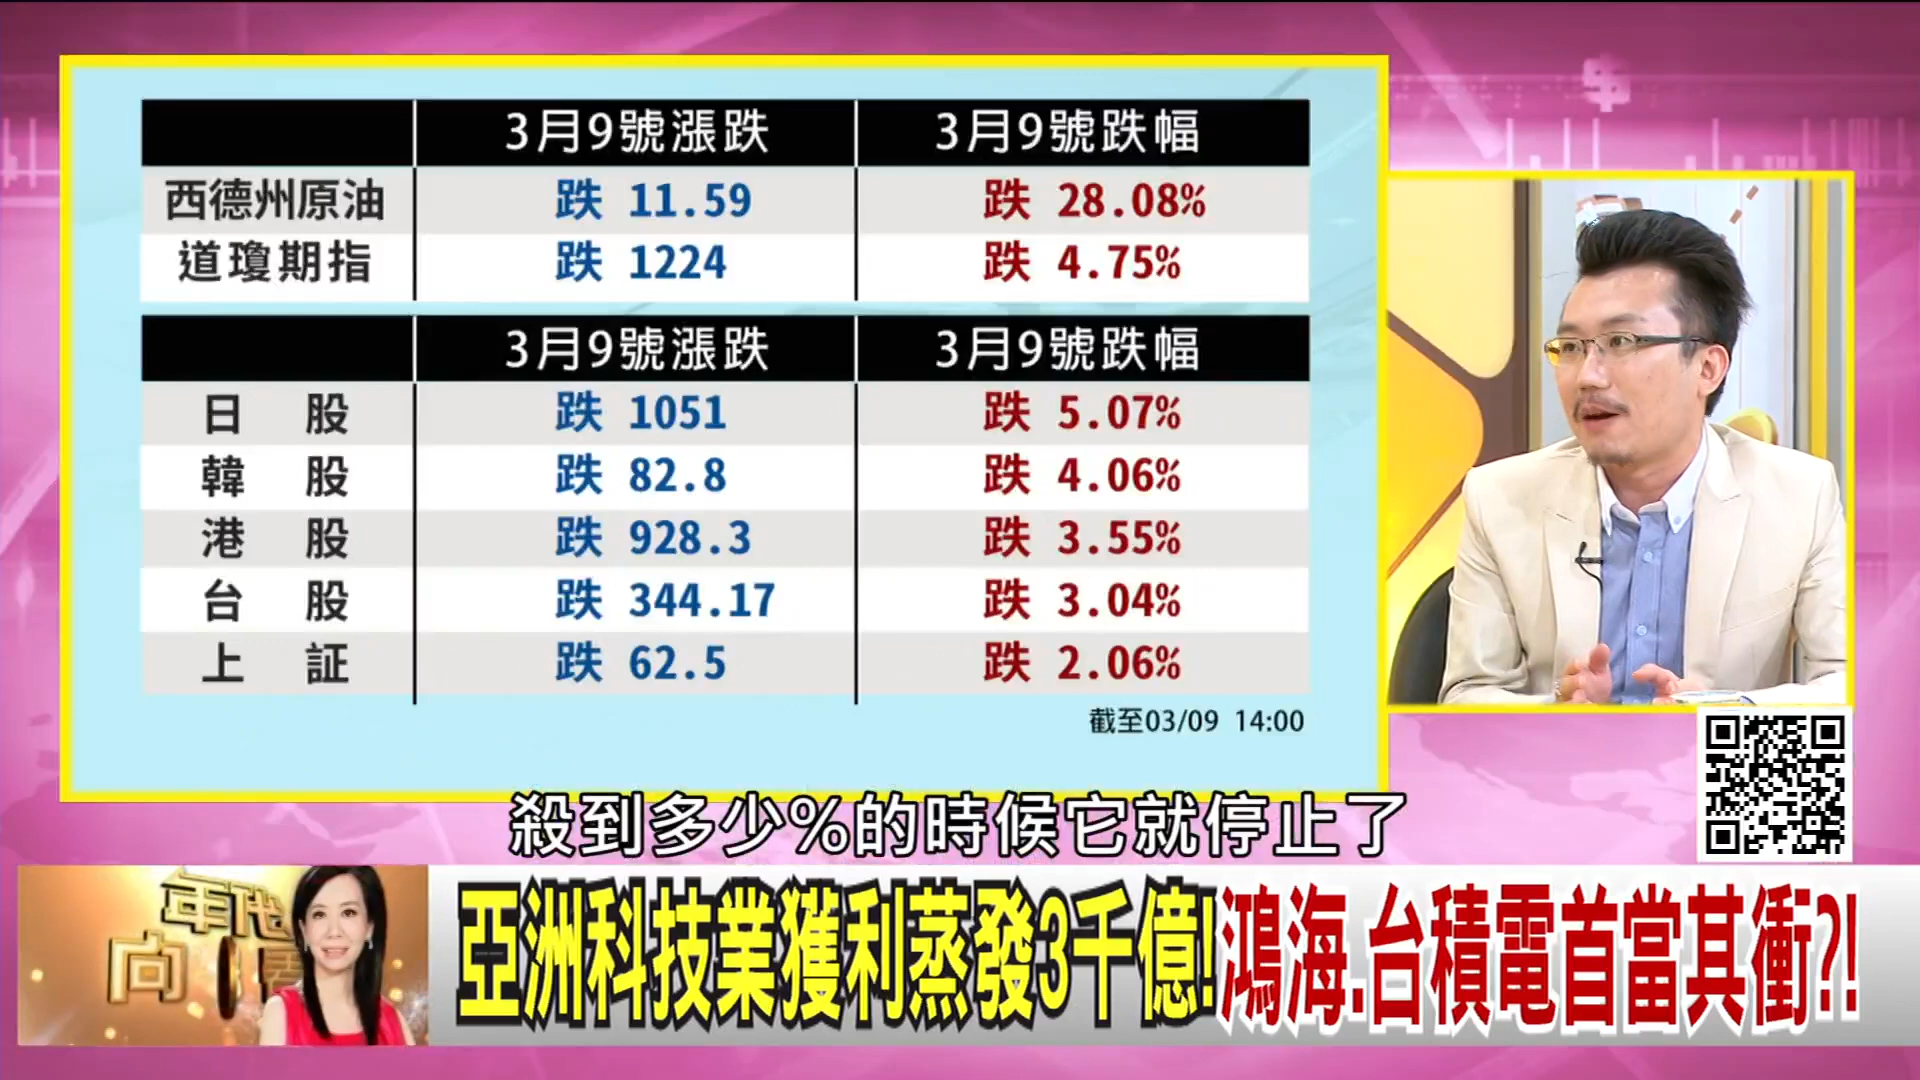 3月9號漲跌 3月9號跌幅
西德州原油 跌 11.59 跌 28.08%
道瓊期指 跌 1224 跌 4.75%
3月9號漲跌 3月9號跌幅
日股 跌 1051 跌 5.07%
韓股 跌 82.8 跌 4.06%
港股 跌 928.3 跌 3.55%
台股 跌 344.17 跌 3.04%
上証 跌 62.5 跌 2.06%
截至03/09 14:00
殺到多少%的時候它就停止了
年代
向
亞洲科技業獲利蒸發3千億!鴻海.台積電首當其衝?!